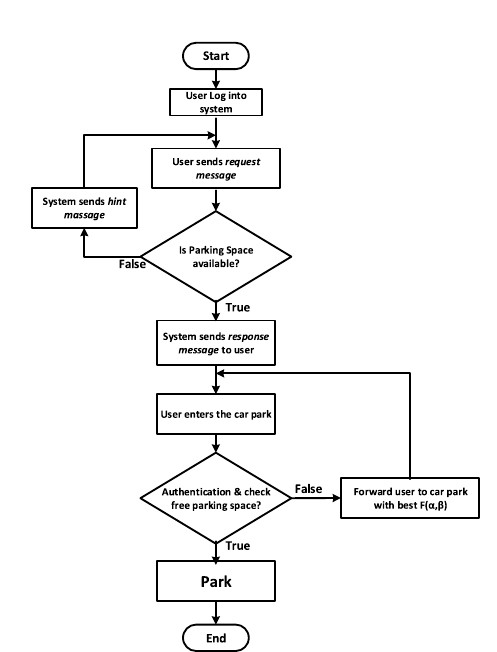 Start
User Log into
system
User sends request
message
System sends hint
massage
Is Parking Space
available?
False
True
System sends response
message to user
User enters the car park
Authentication & check
free parking space?
False
Forward user to car park
with best F(α,β)
True
Park
End